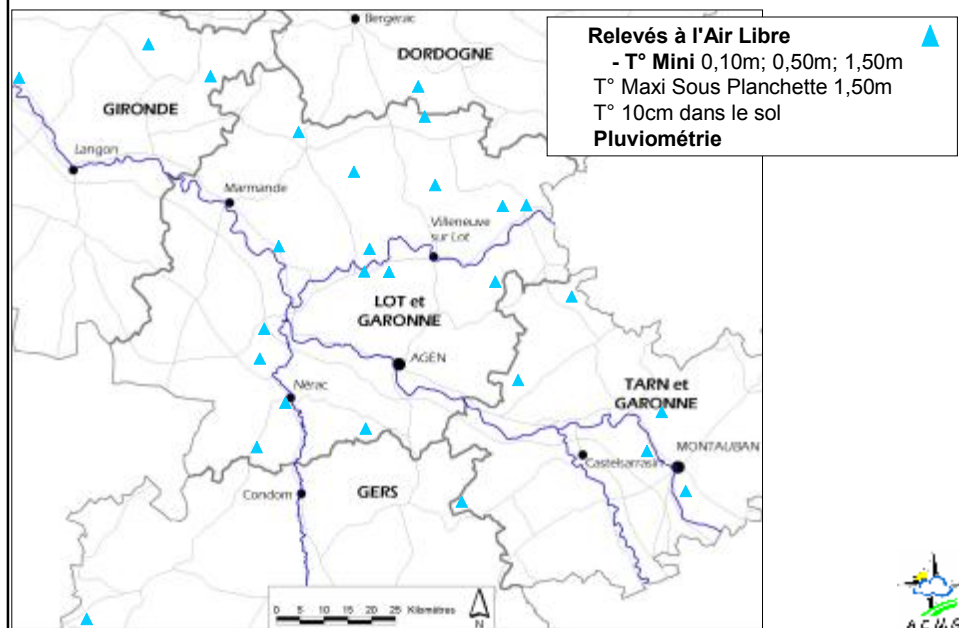 Bergerac
DORDOGNE
GIRONDE
Langon
Marmande
Villeneuve
sur Lot
LOT et
GARONNE
AGEN
Nérac
TARN et
GARONNE
MONTAUBAN
Castelsarrasin
Condom
GERS
0 5 10 15 20 25 Kilomètres
N
Relevés à l'Air Libre
- T° Mini 0,10m; 0,50m; 1,50m
T° Maxi Sous Planchette 1,50m
T° 10cm dans le sol
Pluviométrie